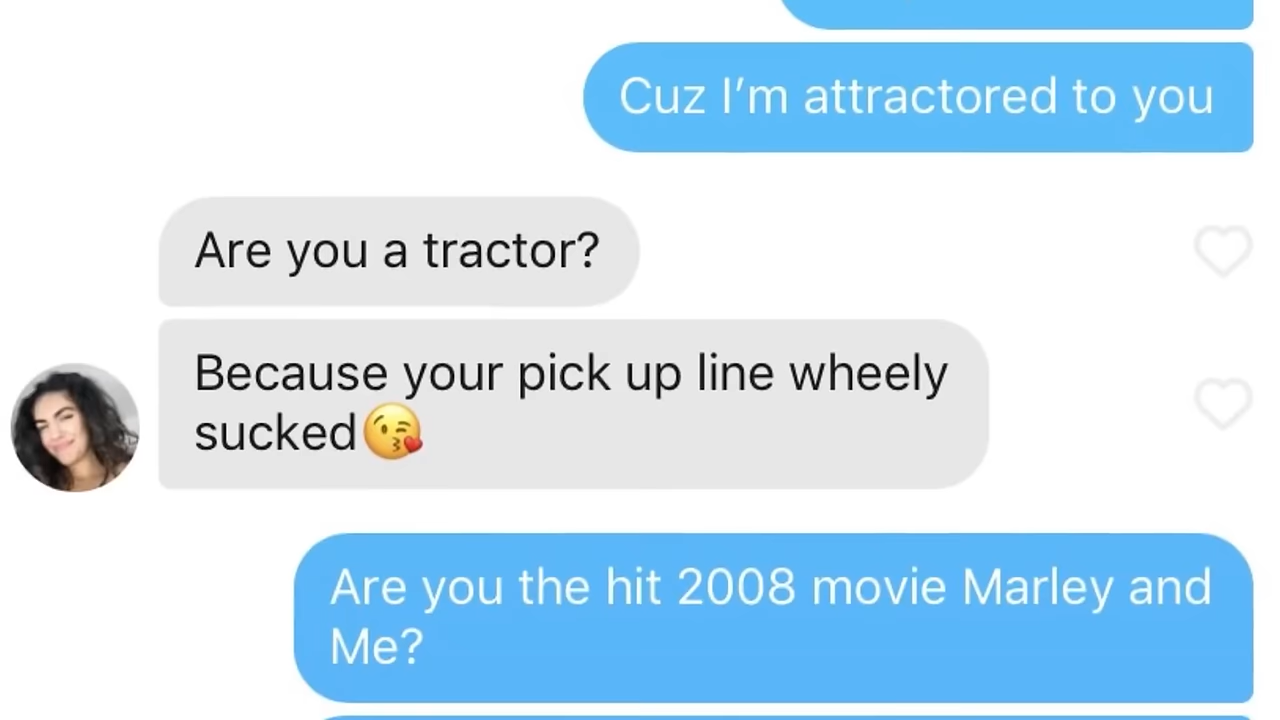 Cuz I’m attractored to you
Are you a tractor?
Because your pick up line wheely
sucked😘
Are you the hit 2008 movie Marley and
Me?